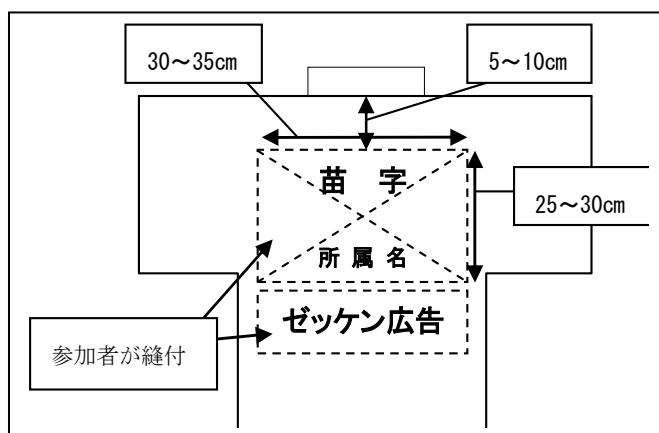 30～35cm
5～10cm
苗 字
25～30cm
所 属 名
ゼッケン広告
参加者が縫付